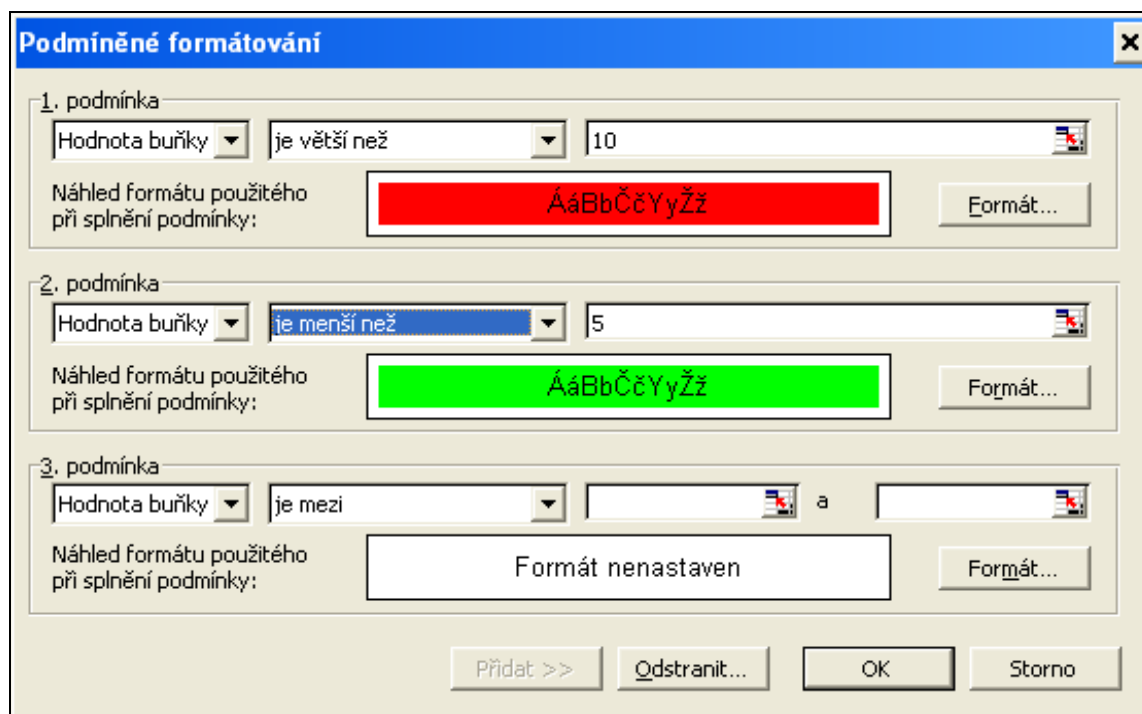 Podmíněné formátování
1. podmínka
Hodnota buňky je větší než 10
Náhled formátu použitého
při splnění podmínky:
ÁáBbČčYyŽž
Formát...
2. podmínka
Hodnota buňky je menší než 5
Náhled formátu použitého
při splnění podmínky:
ÁáBbČčYyŽž
Formát...
3. podmínka
Hodnota buňky je mezi a
Náhled formátu použitého
při splnění podmínky:
Formát nenastaven
Formát...
Přidat >> Odstranit... OK Storno